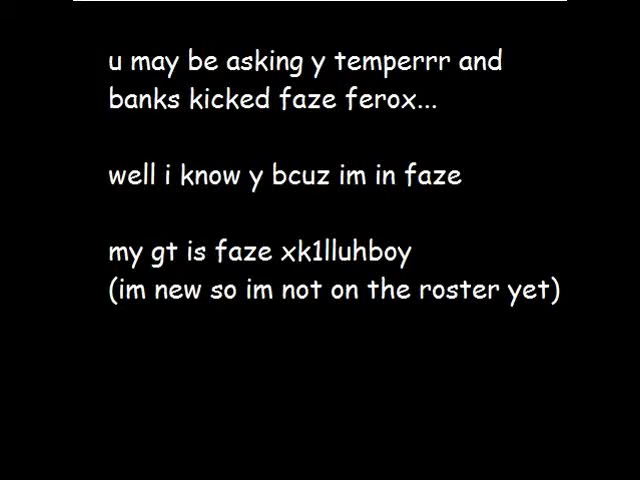 u may be asking y temperrr and
banks kicked faze ferox...
well i know y bcuz im in faze
my gt is faze xk1lluhboy
(im new so im not on the roster yet)